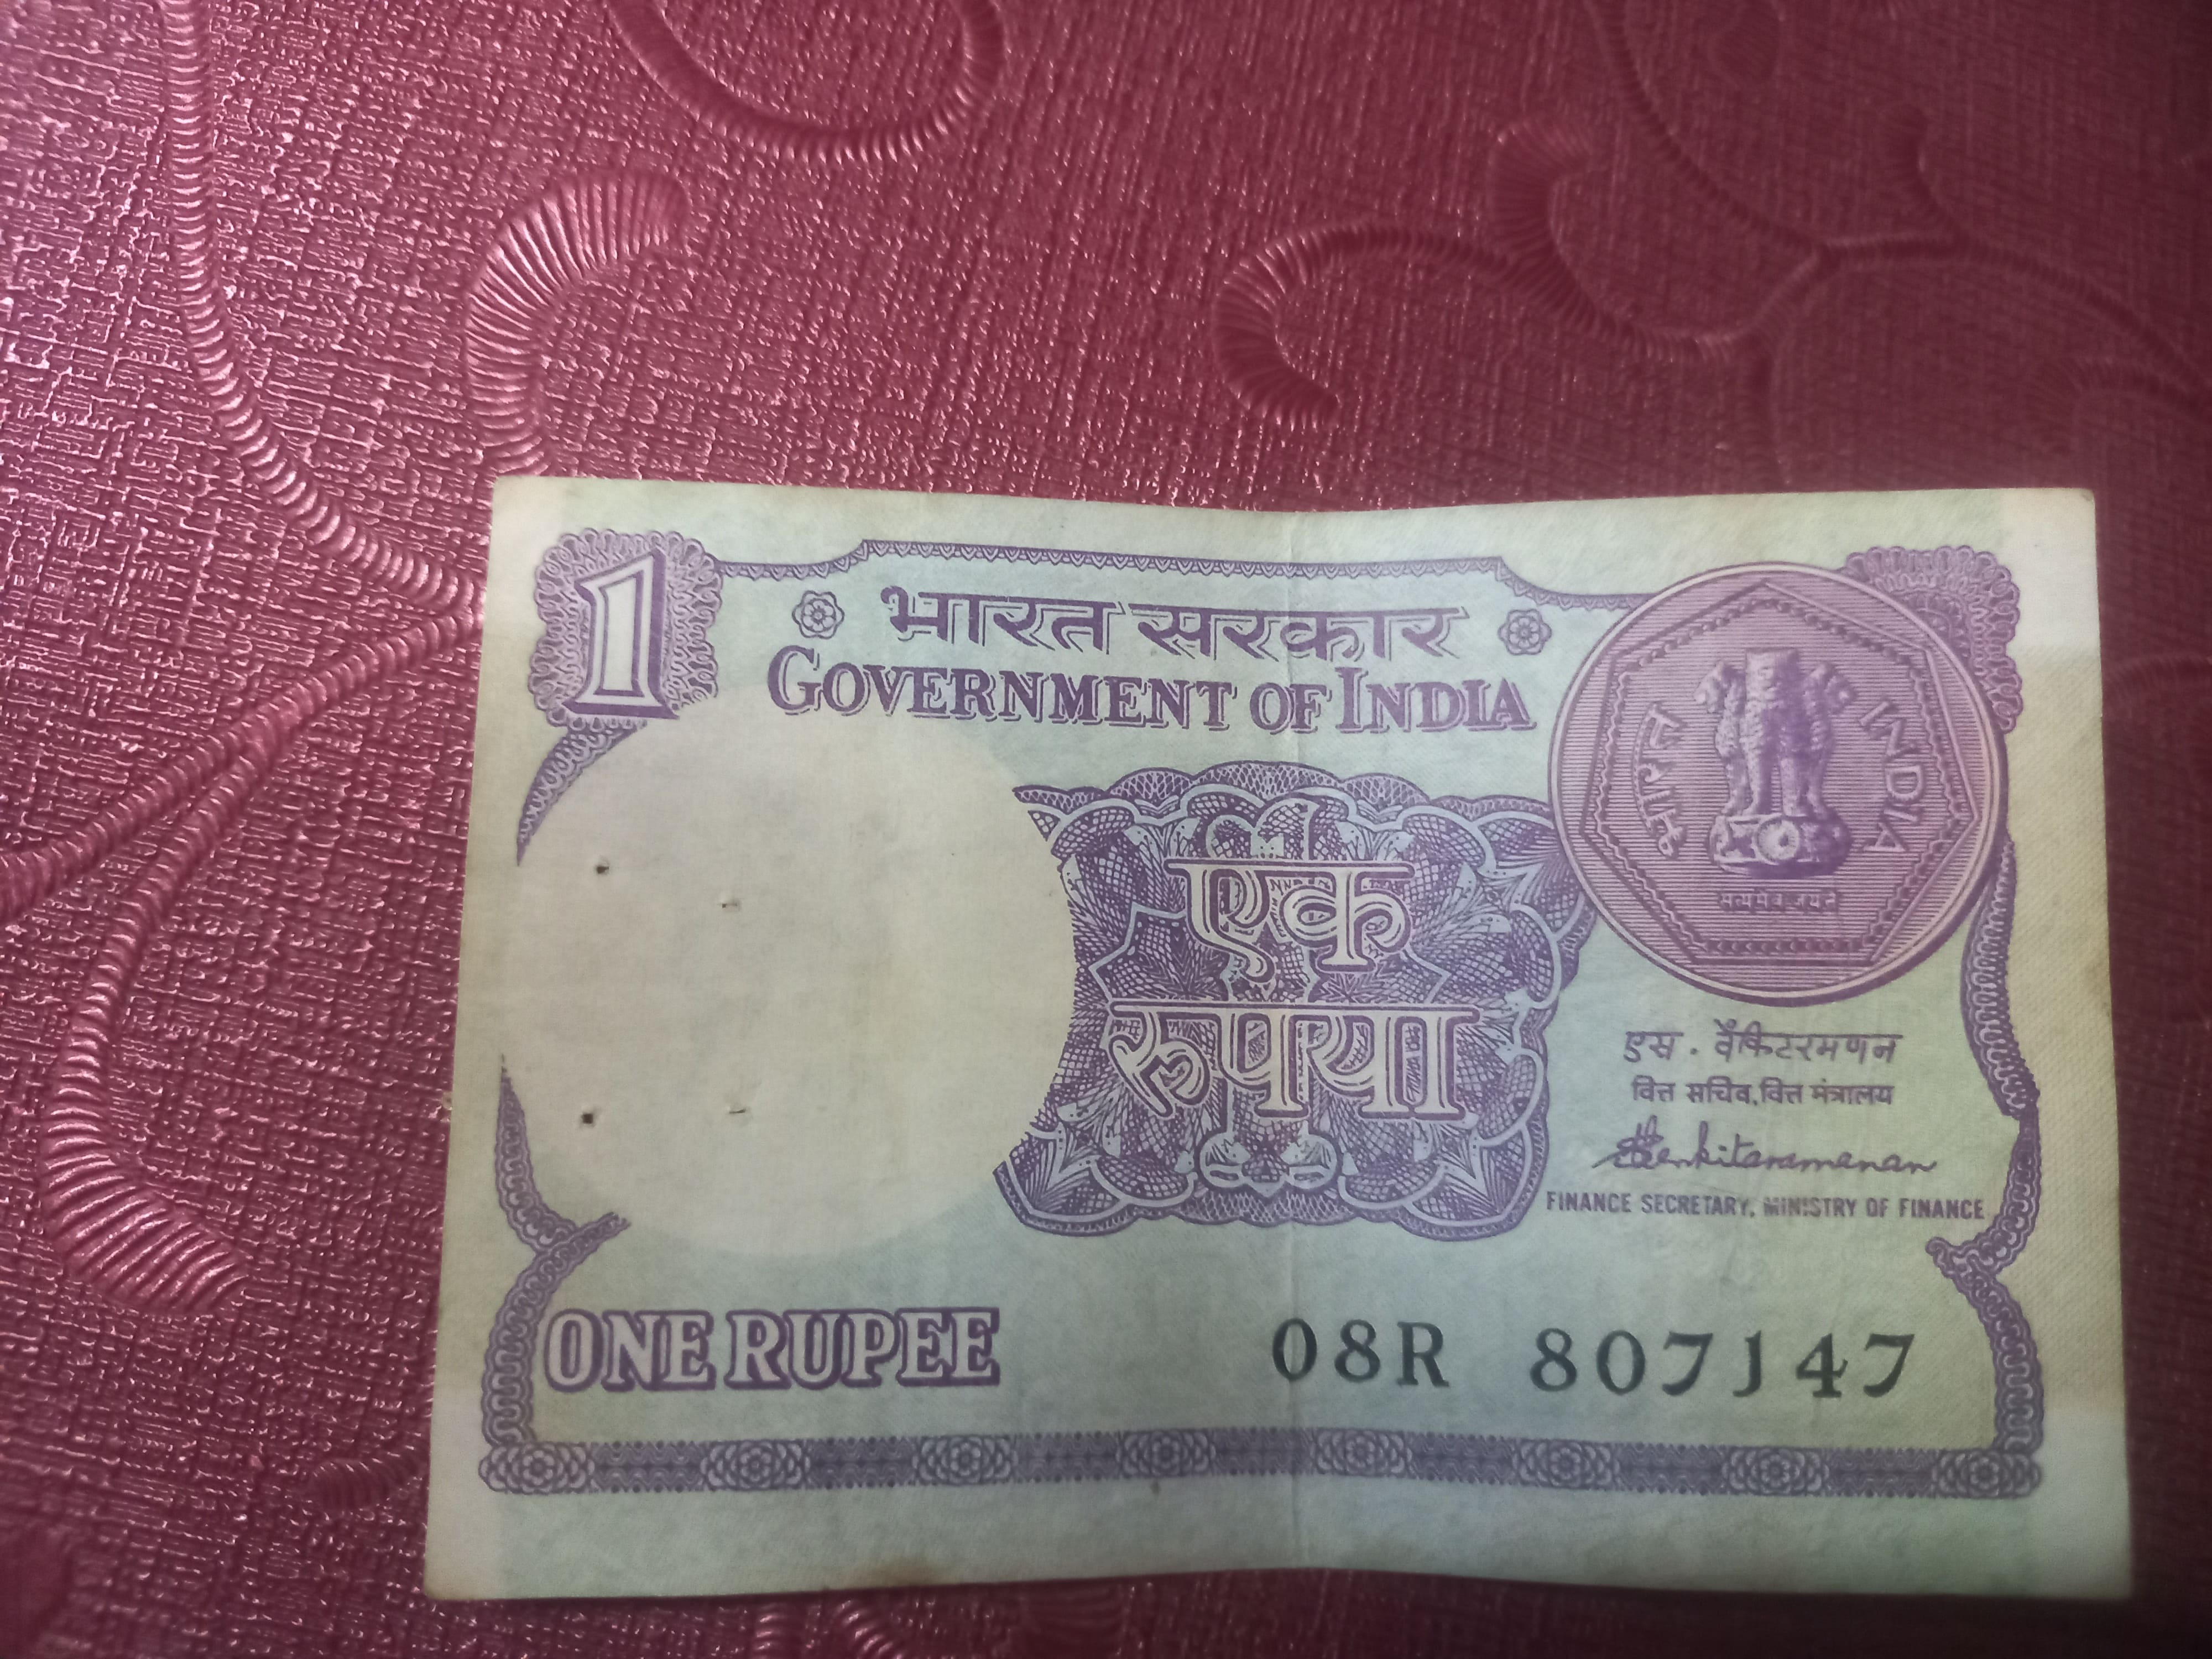 1
भारत सरकार
GOVERNMENT OF INDIA
भारत
INDIA
सत्यमेव जयते
एक
रुपया
एस. वेंकिटरमणन
वित्त सचिव, वित्त मंत्रालय
SVenkitaramanan
FINANCE SECRETARY, MINISTRY OF FINANCE
ONE RUPEE
08R 807147